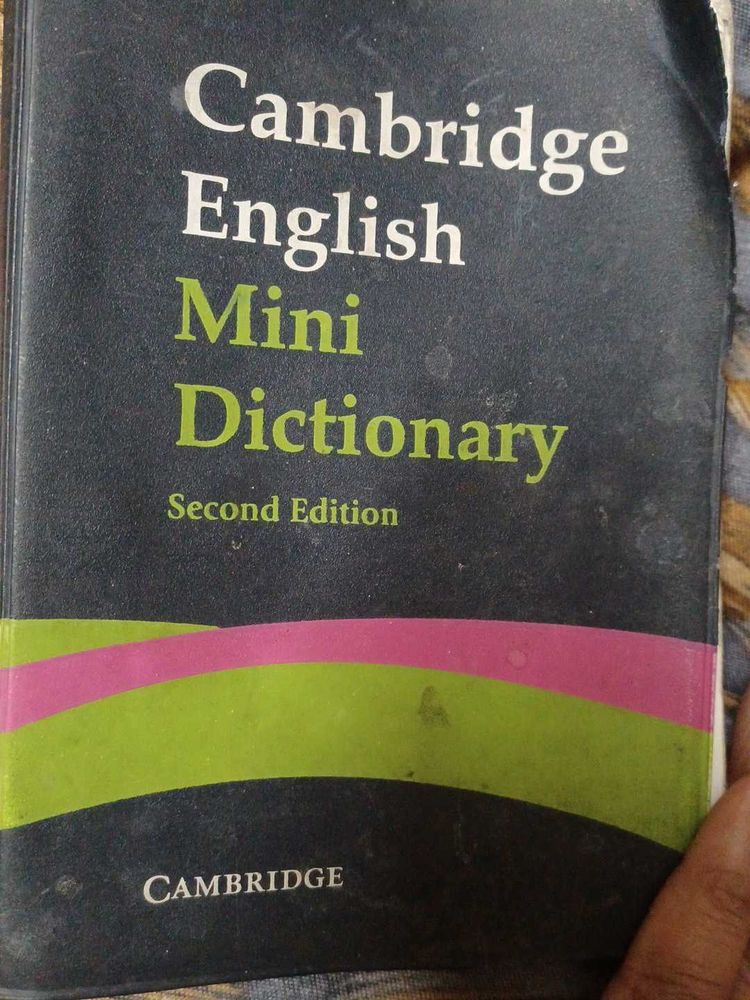 Cambridge
English
Mini
Dictionary
Second Edition
CAMBRIDGE